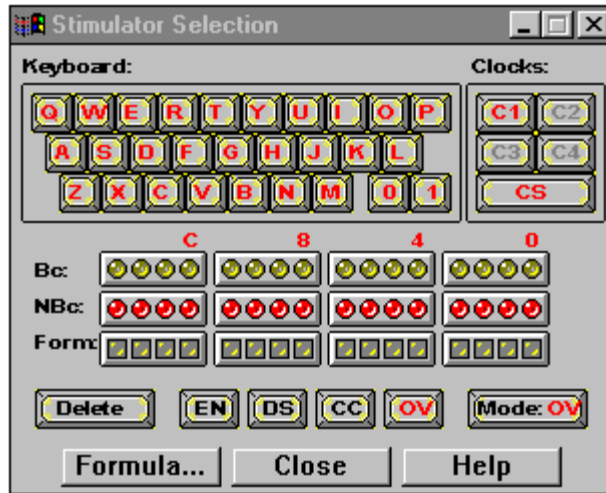 Stimulator Selection
Keyboard: Clocks:
Q W E R T Y U I O P C1 C2
A S D F G H J K L C3 C4
Z X C V B N M 0 1 CS
C 8 4 0
Bc:
NBc:
Form:
Delete EN DS CC OV Mode: OV
Formula... Close Help